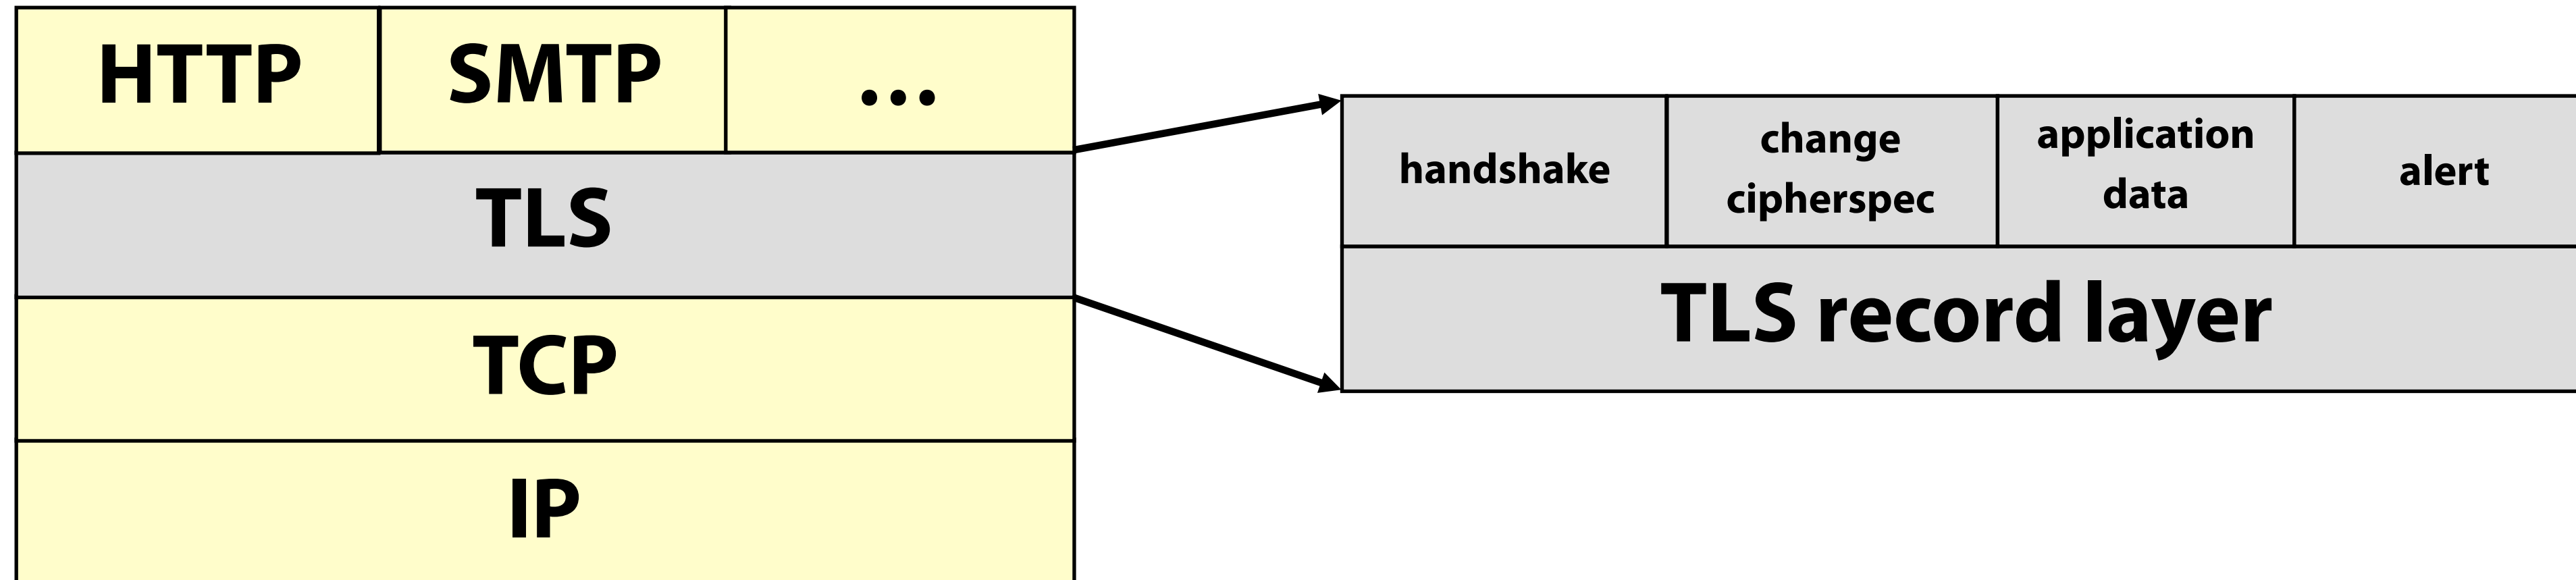 HTTP
SMTP
...
TLS
TCP
IP
handshake
change
cipherspec
application
data
alert
TLS record layer